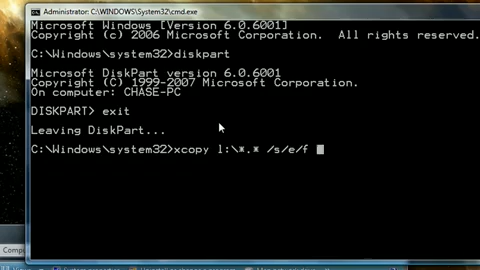 Administrator: C:\WINDOWS\System32\cmd.exe
Microsoft Windows [Version 6.0.6001]
Copyright (c) 2006 Microsoft Corporation.  All rights reserved.
C:\Windows\system32>diskpart
Microsoft DiskPart version 6.0.6001
Copyright (C) 1999-2007 Microsoft Corporation.
On computer: CHASE-PC
DISKPART> exit
Leaving DiskPart...
C:\Windows\system32>xcopy l:\*.* /s/e/f
Compu